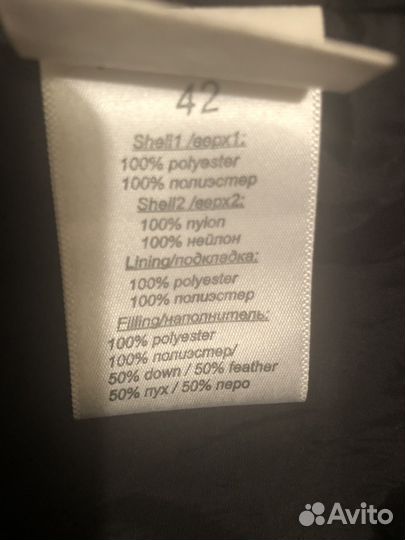 42
Shell1 /верх1:
100% polyester
100% полиэстер
Shell2 /верх2:
100% nylon
100% нейлон
Lining/подкладка:
100% polyester
100% полиэстер
Filling/наполнитель:
100% polyester
100% полиэстер/
50% down / 50% feather
50% пух / 50% перо
Avito